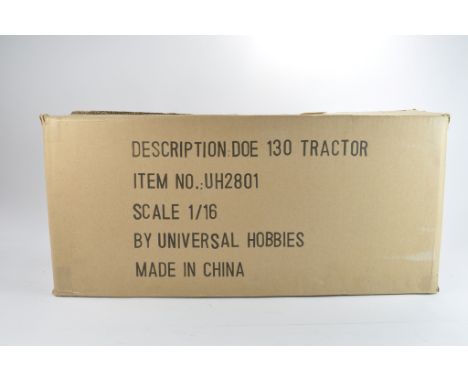 DESCRIPTION:DOE 130 TRACTOR
ITEM NO.:UH2801
SCALE 1/16
BY UNIVERSAL HOBBIES
MADE IN CHINA